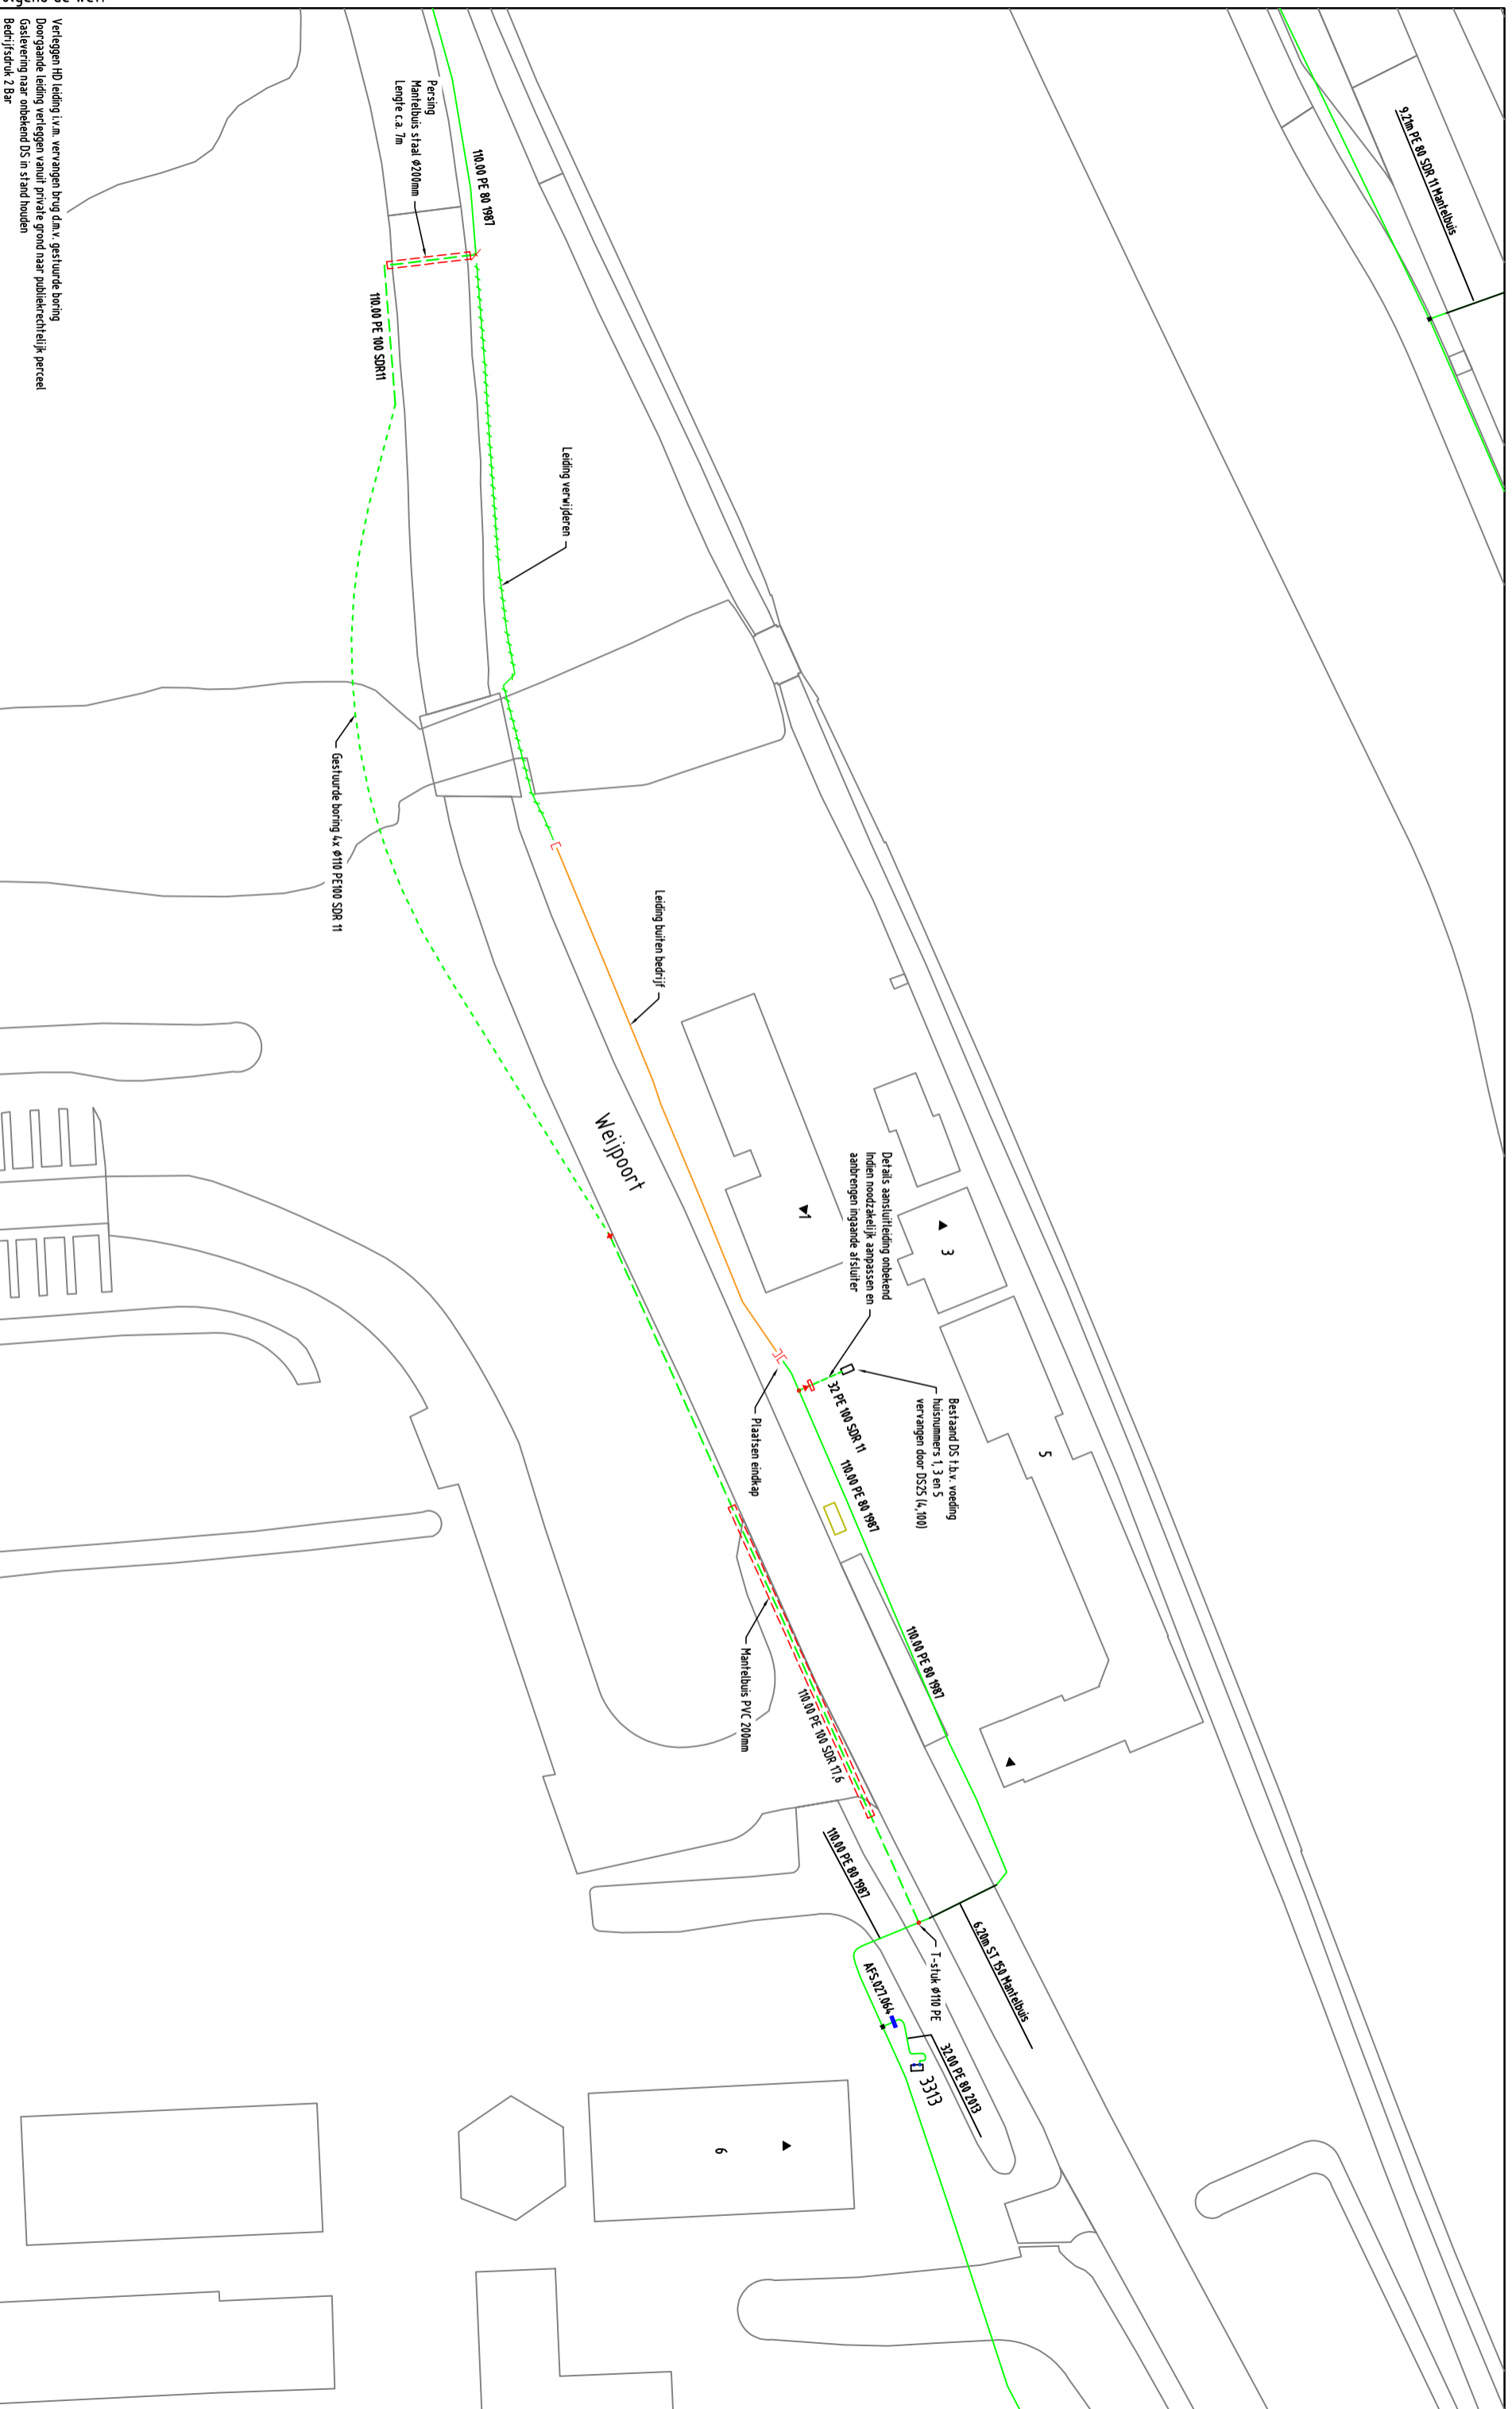 Verleggen HD leiding i.v.m. vervangen brug d.m.v. gestuurde boring
Doorgaande leiding verleggen vanuit private grond naar publiekrechtelijk perceel
Gaslevering naar onbekend DS in stand houden
Bedrijfsdruk 2 Bar
Persing
Mantelbuis staal Ø200mm
Lengte c.a. 7m
110.00 PE 80 1987
110.00 PE 100 SDR11
Leiding verwijderen
Gestuurde boring 4x Ø110 PE100 SDR 11
Leiding buiten bedrijf
Weijpoort
9.21m PE 80 SDR 11 Mantelbuis
1
3
5
Details aansluitleiding onbekend
Indien noodzakelijk aanpassen en
aanbrengen ingaande afsluiter
32 PE 100 SDR 11
Bestaand DS t.b.v. voeding
huisnummers 1, 3 en 5
vervangen door DS25 (4,100)
Plaatsen eindkap
110.00 PE 80 1987
110.00 PE 80 1987
Mantelbuis PVC 200mm
110.00 PE 100 SDR 17,6
110.00 PE 80 1987
6.20m ST 150 Mantelbuis
T-stuk Ø110 PE
AFS.027.064
32.00 PE 80 2013
3313
6